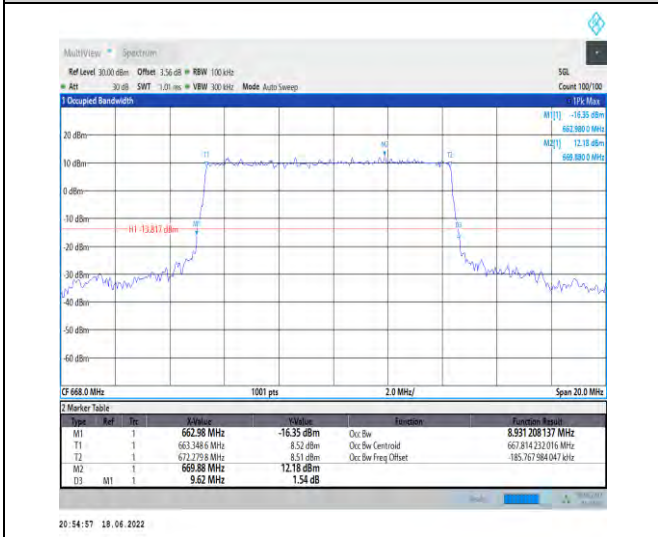 MultiView Spectrum
Ref Level 30.00 dBm Offset 3.56 dB RBW 100 kHz SGL
Att 30 dB SWT 1.01 ms VBW 300 kHz Mode Auto Sweep Count 100/100
1 Occupied Bandwidth 1Pk Max
M1[1] -16.35 dBm
662.980 0 MHz
M2[1] 12.18 dBm
669.880 0 MHz
20 dBm
M2
T1 T2
10 dBm
0 dBm
-10 dBm
H1 -13.817 dBm M1 D3
-20 dBm
-30 dBm
-40 dBm
-50 dBm
-60 dBm
CF 668.0 MHz 1001 pts 2.0 MHz/ Span 20.0 MHz
2 Marker Table
Type Ref Trc X-Value Y-Value Function Function Result
M1 1 662.98 MHz -16.35 dBm Occ Bw 8.931 208 137 MHz
T1 1 663.348 6 MHz 8.52 dBm Occ Bw Centroid 667.814 232 016 MHz
T2 1 672.279 8 MHz 8.51 dBm Occ Bw Freq Offset -185.767 984 047 kHz
M2 1 669.88 MHz 12.18 dBm
D3 M1 1 9.62 MHz 1.54 dB
20:54:57 18.06.2022